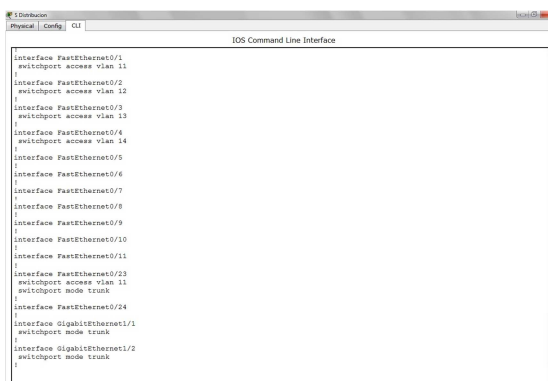 S Distribucion
Physical Config CLI
IOS Command Line Interface
!
interface FastEthernet0/1
switchport access vlan 11
!
interface FastEthernet0/2
switchport access vlan 12
!
interface FastEthernet0/3
switchport access vlan 13
!
interface FastEthernet0/4
switchport access vlan 14
!
interface FastEthernet0/5
!
interface FastEthernet0/6
!
interface FastEthernet0/7
!
interface FastEthernet0/8
!
interface FastEthernet0/9
!
interface FastEthernet0/10
!
interface FastEthernet0/11
!
interface FastEthernet0/23
switchport access vlan 11
switchport mode trunk
!
interface FastEthernet0/24
!
interface GigabitEthernet1/1
switchport mode trunk
!
interface GigabitEthernet1/2
switchport mode trunk
!